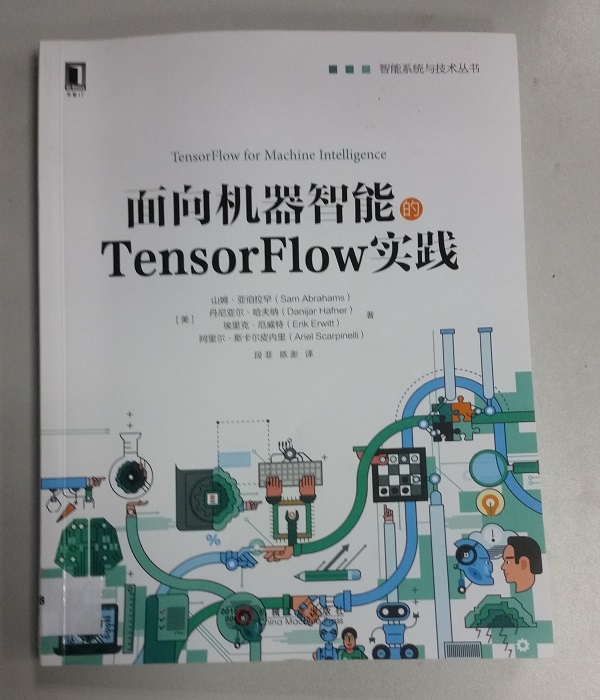 智能系统与技术丛书
TensorFlow for Machine Intelligence
面向机器智能的
TensorFlow实践
[美]
山姆·亚伯拉罕（Sam Abrahams）
丹尼亚尔·哈夫纳（Danijar Hafner）
埃里克·厄威特（Erik Erwitt）
阿里尔·斯卡尔皮内里（Ariel Scarpinelli）
著
段菲 陈澎 译